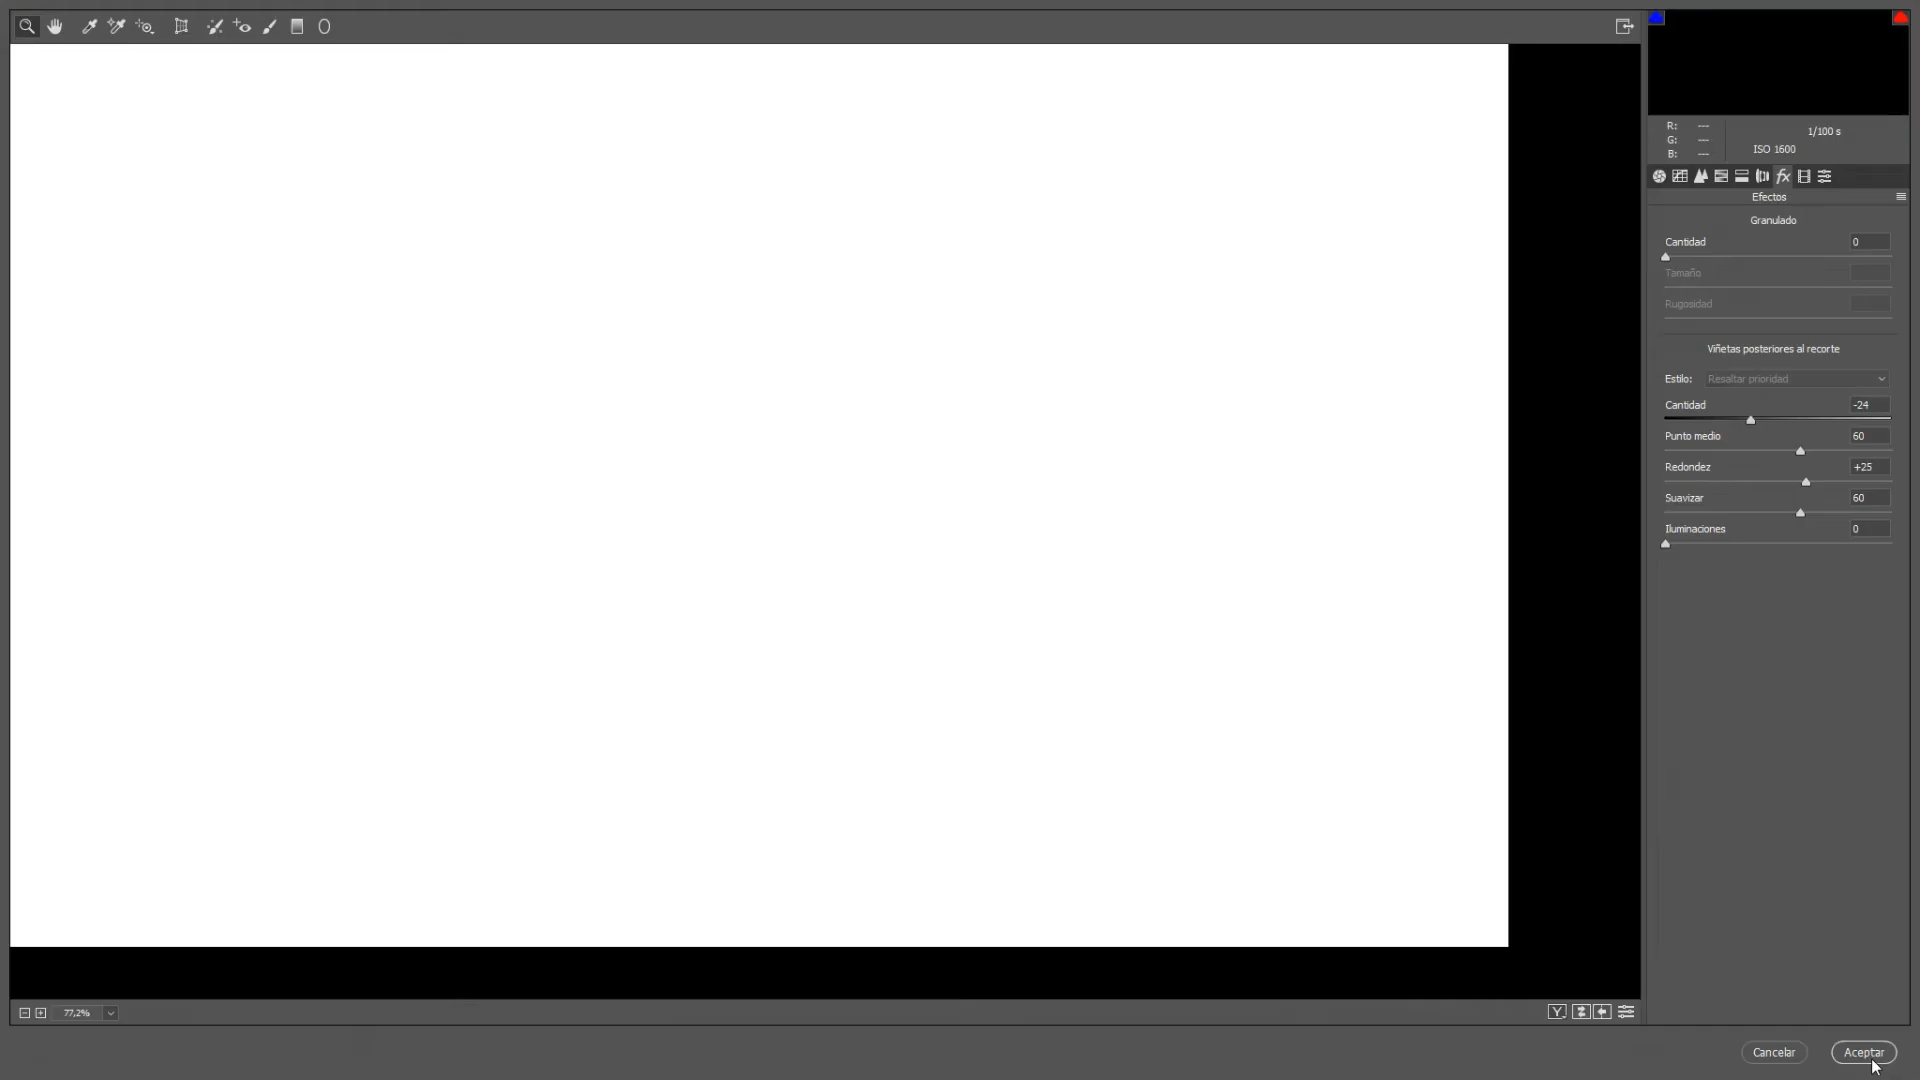 R: ---
G: ---
B: ---
1/100 s
ISO 1600
fx
Efectos
Granulado
Cantidad 0
Tamaño
Rugosidad
Viñetas posteriores al recorte
Estilo: Resaltar prioridad
Cantidad -24
Punto medio 60
Redondez +25
Suavizar 60
Iluminaciones 0
77,2%
Y
Cancelar Aceptar